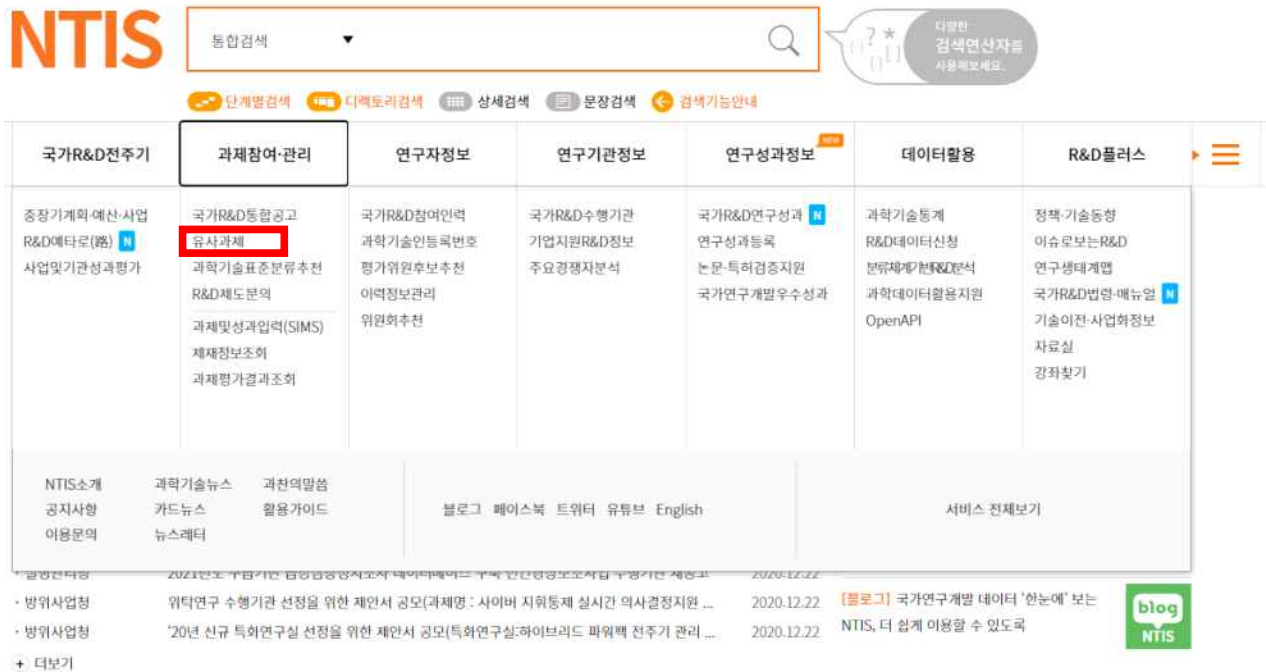 NTIS
통합검색
다양한
검색연산자를
사용해보세요.
단계별검색 디렉토리검색 상세검색 문장검색 검색기능안내
국가R&D전주기 과제참여·관리 연구자정보 연구기관정보 연구성과정보 NEW 데이터활용 R&D플러스
중장기계획·예산·사업
R&D예타로(路) N
사업및기관성과평가
국가R&D통합공고
유사과제
과학기술표준분류추천
R&D제도문의
과제및성과입력(SIMS)
제재정보조회
과제평가결과조회
국가R&D참여인력
과학기술인등록번호
평가위원후보추천
이력정보관리
위원회추천
국가R&D수행기관
기업지원R&D정보
주요경쟁자분석
국가R&D연구성과 N
연구성과등록
논문·특허검증지원
국가연구개발우수성과
과학기술통계
R&D데이터신청
분류체계기반R&D분석
과학데이터활용지원
OpenAPI
정책·기술동향
이슈로보는R&D
연구생태계맵
국가R&D법령·매뉴얼 N
기술이전·사업화정보
자료실
강좌찾기
NTIS소개 과학기술뉴스 과찬의말씀
공지사항 카드뉴스 활용가이드
이용문의 뉴스레터
블로그 페이스북 트위터 유튜브 English
서비스 전체보기
2020.12.22
· 방위사업청 위탁연구 수행기관 선정을 위한 제안서 공모(과제명 : 사이버 지휘통제 실시간 의사결정지원 ... 2020.12.22
· 방위사업청 '20년 신규 특화연구실 선정을 위한 제안서 공모(특화연구실:하이브리드 파워팩 전주기 관리 ... 2020.12.22
+ 더보기
[블로그] 국가연구개발 데이터 '한눈에' 보는
NTIS, 더 쉽게 이용할 수 있도록
blog
NTIS